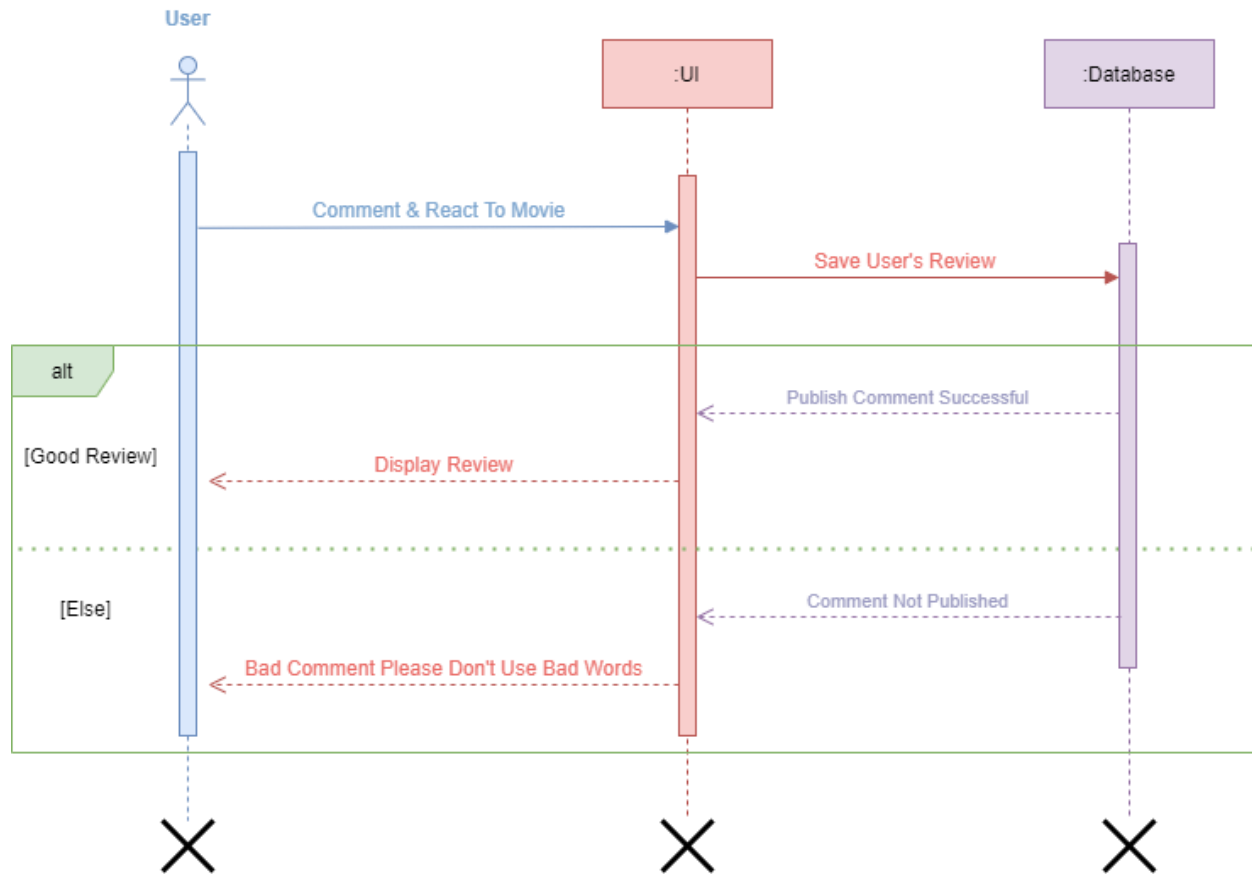 User
:UI
:Database
Comment & React To Movie
Save User's Review
alt
Publish Comment Successful
[Good Review]
Display Review
[Else]
Comment Not Published
Bad Comment Please Don't Use Bad Words